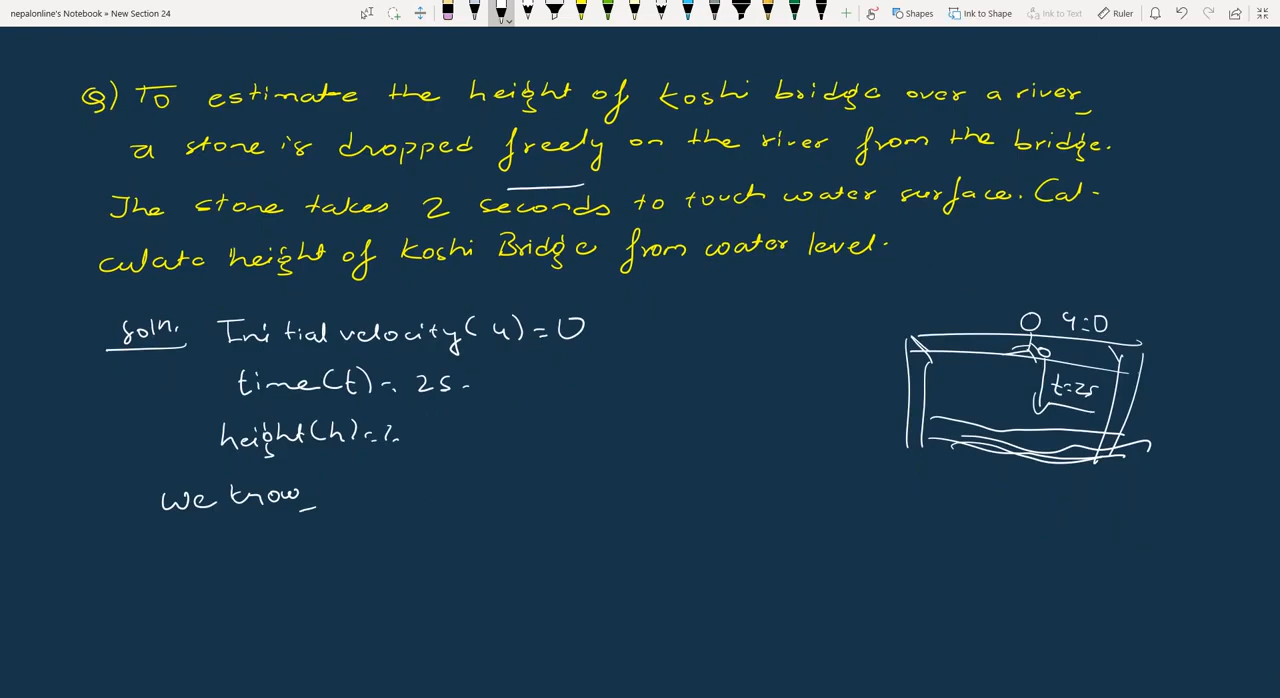 nepalonline's Notebook » New Section 24
Shapes Ink to Shape Ink to Text Ruler
Q) To estimate the height of Koshi bridge over a river,
a stone is dropped freely on the river from the bridge.
The stone takes 2 seconds to touch water surface. Cal-
culate height of Koshi Bridge from water level.
Soln. Initial velocity(u) = 0
u=0
time(t) = 2s.
t=2s
height(h) = ?
we know,